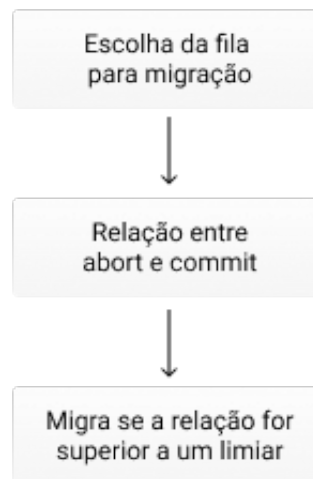 Escolha da fila
para migração
Relação entre
abort e commit
Migra se a relação for
superior a um limiar